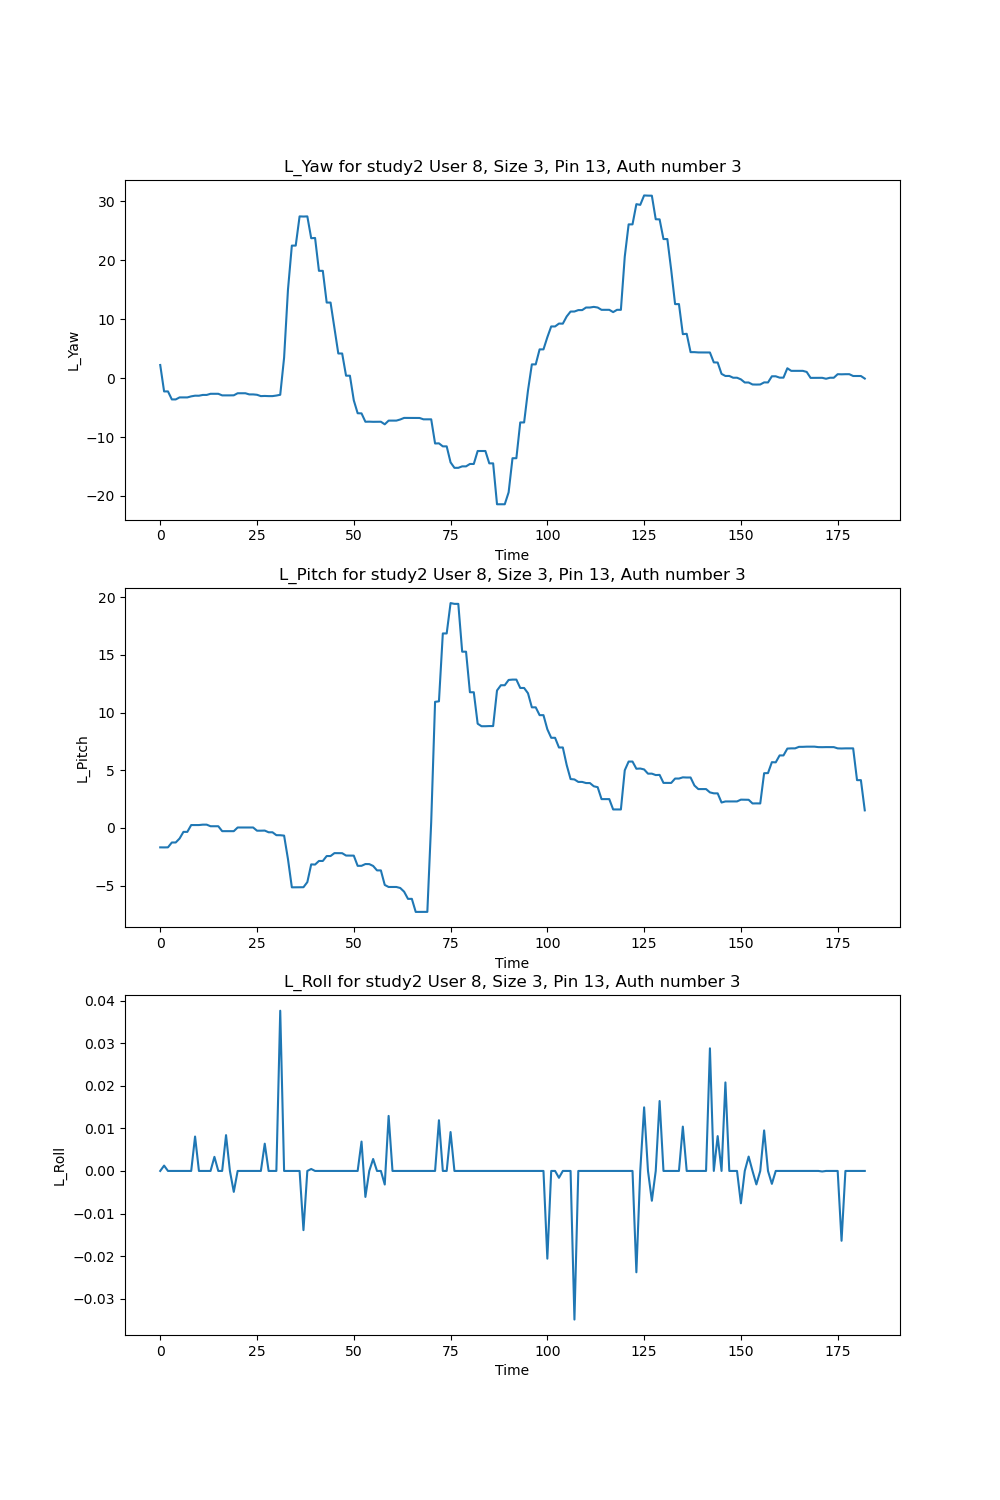 L_Yaw for study2 User 8, Size 3, Pin 13, Auth number 3
30
20
10
0
−10
−20
L_Yaw
0 25 50 75 100 125 150 175
Time
L_Pitch for study2 User 8, Size 3, Pin 13, Auth number 3
20
15
10
5
0
−5
L_Pitch
0 25 50 75 100 125 150 175
Time
L_Roll for study2 User 8, Size 3, Pin 13, Auth number 3
0.04
0.03
0.02
0.01
0.00
−0.01
−0.02
−0.03
L_Roll
0 25 50 75 100 125 150 175
Time